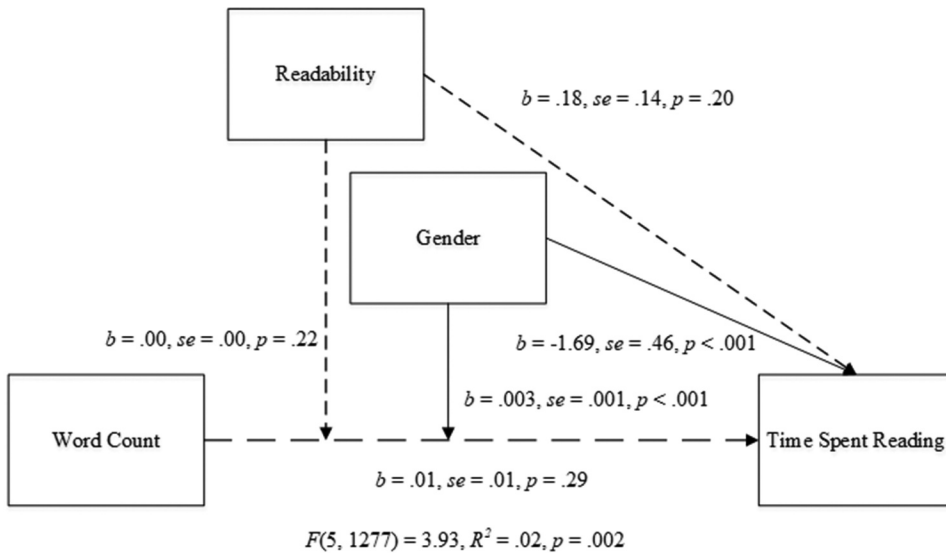 Readability
b = .18, se = .14, p = .20
Gender
b = .00, se = .00, p = .22
b = -1.69, se = .46, p < .001
b = .003, se = .001, p < .001
Word Count
Time Spent Reading
b = .01, se = .01, p = .29
F(5, 1277) = 3.93, R² = .02, p = .002